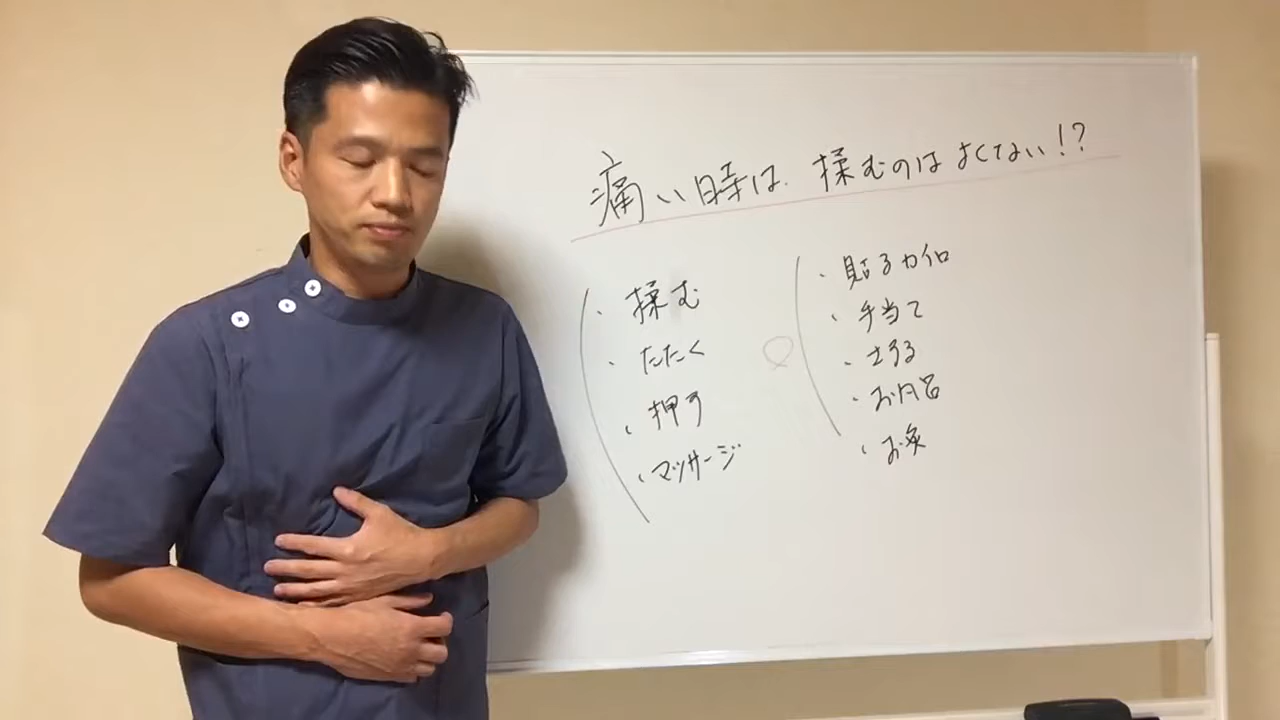 痛い時は、揉むのはよくない!?
・揉む
・たたく
・押す
・マッサージ
・貼るカイロ
・手当て
・さする
・お風呂
・お灸